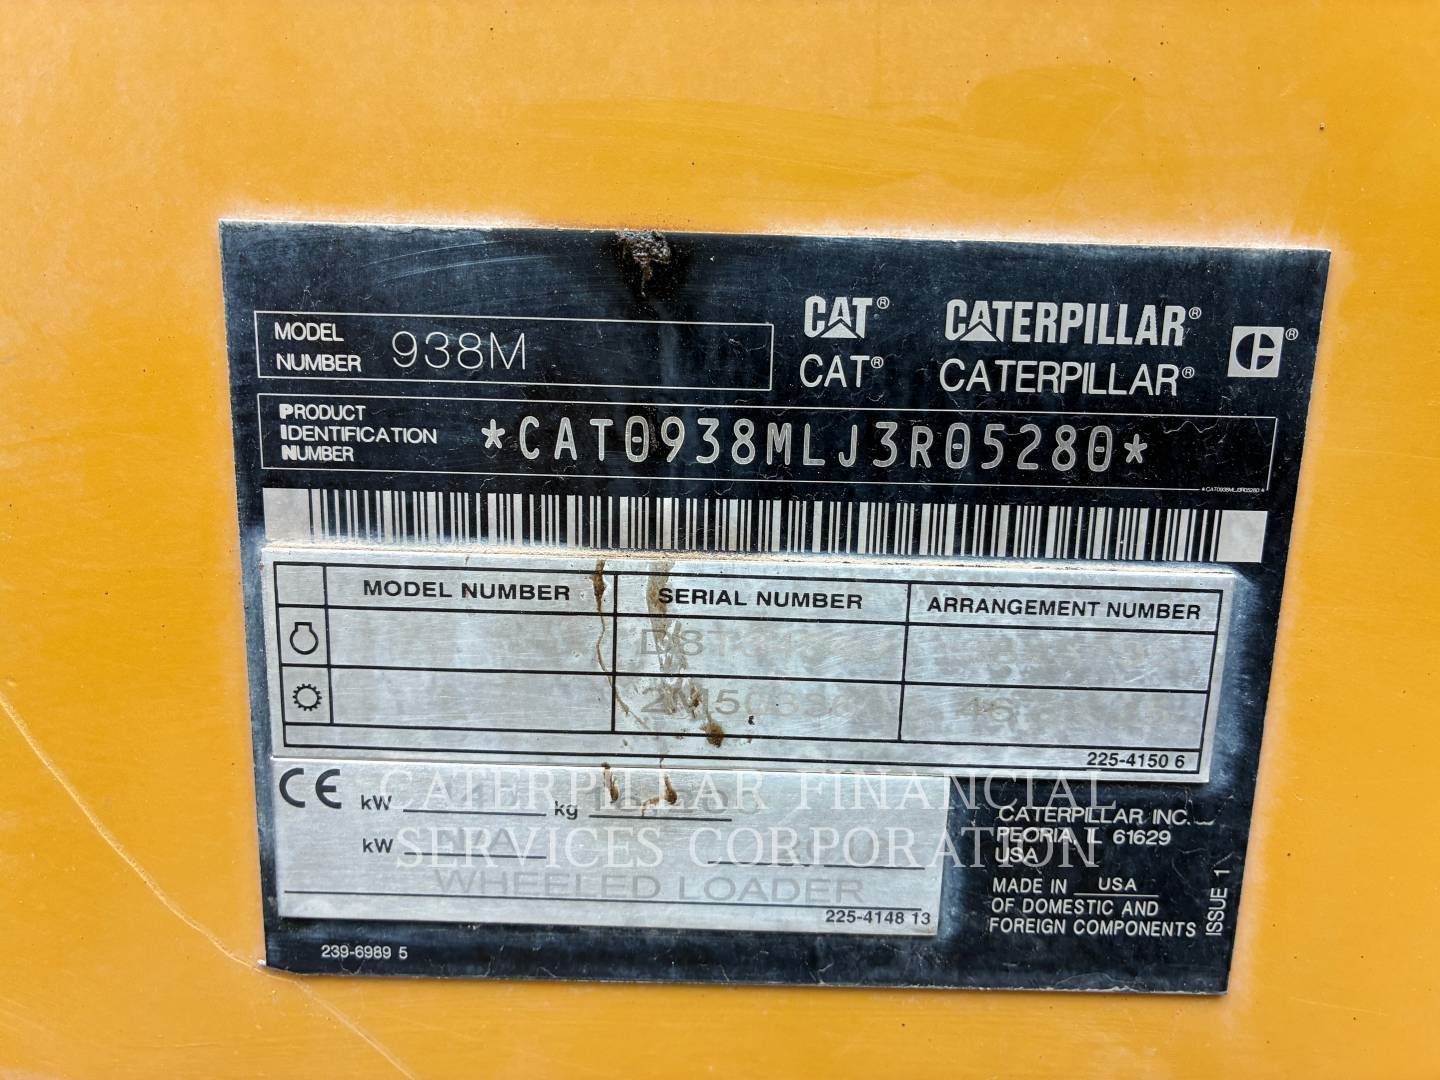 MODEL NUMBER 938M
CAT® CATERPILLAR®
CAT® CATERPILLAR®
PRODUCT IDENTIFICATION NUMBER *CAT0938MLJ3R05280*
*CAT0938MLJ3R05280*
MODEL NUMBER SERIAL NUMBER ARRANGEMENT NUMBER
225-4150 6
CE kW kg
kW
WHEELED LOADER
225-4148 13
CATERPILLAR FINANCIAL
SERVICES CORPORATION
CATERPILLAR INC.
PEORIA, IL 61629
USA
MADE IN USA
OF DOMESTIC AND
FOREIGN COMPONENTS
ISSUE 1
239-6989 5